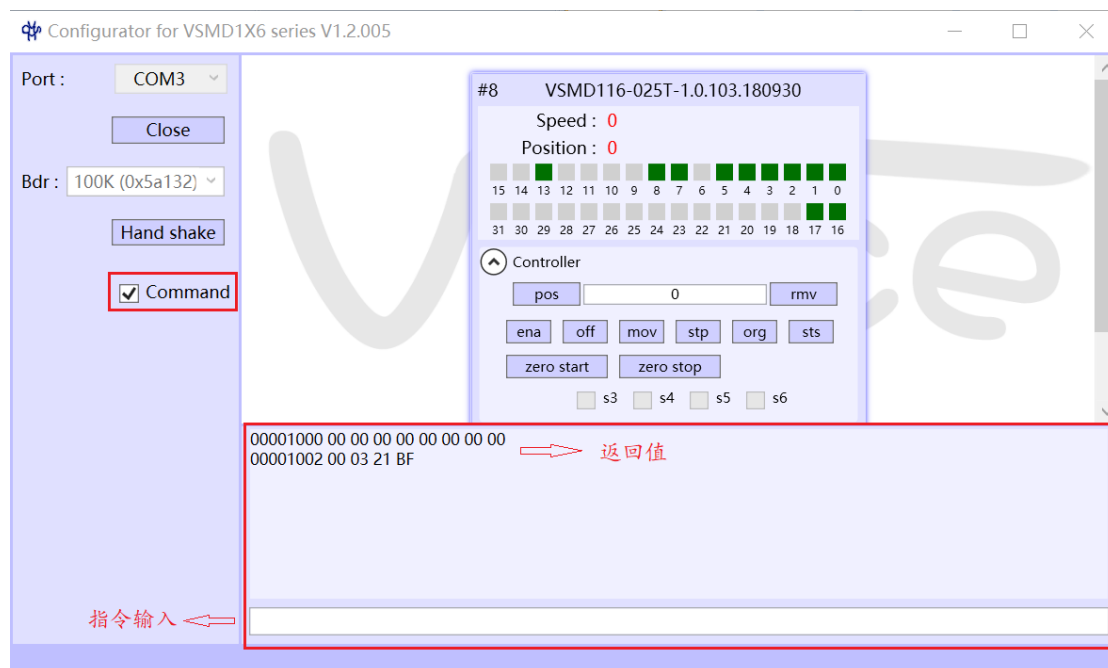 Configurator for VSMD1X6 series V1.2.005
Port :
COM3
Close
Bdr :
100K (0x5a132)
Hand shake
Command
#8 VSMD116-025T-1.0.103.180930
Speed : 0
Position : 0
15 14 13 12 11 10 9 8 7 6 5 4 3 2 1 0
31 30 29 28 27 26 25 24 23 22 21 20 19 18 17 16
Controller
pos 0 rmv
ena off mov stp org sts
zero start zero stop
s3 s4 s5 s6
00001000 00 00 00 00 00 00 00 00
00001002 00 03 21 BF
返回值
指令输入